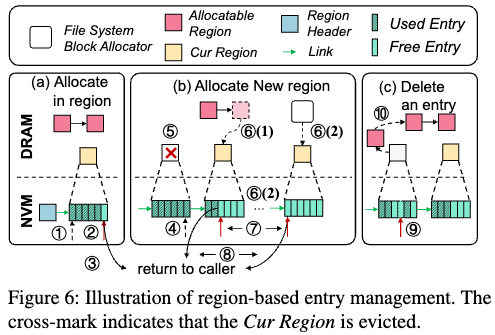 File System
Block Allocator
Allocatable
Region
Region
Header
Used Entry
Cur Region
Link
Free Entry
(a) Allocate
in region
(b) Allocate New region
(c) Delete
an entry
DRAM
NVM
⑤
⑥(1)
⑥(2)
⑩
⑥(2)
①
②
④
⑦
⑨
③
⑧
return to caller
Figure 6: Illustration of region-based entry management. The
cross-mark indicates that the Cur Region is evicted.